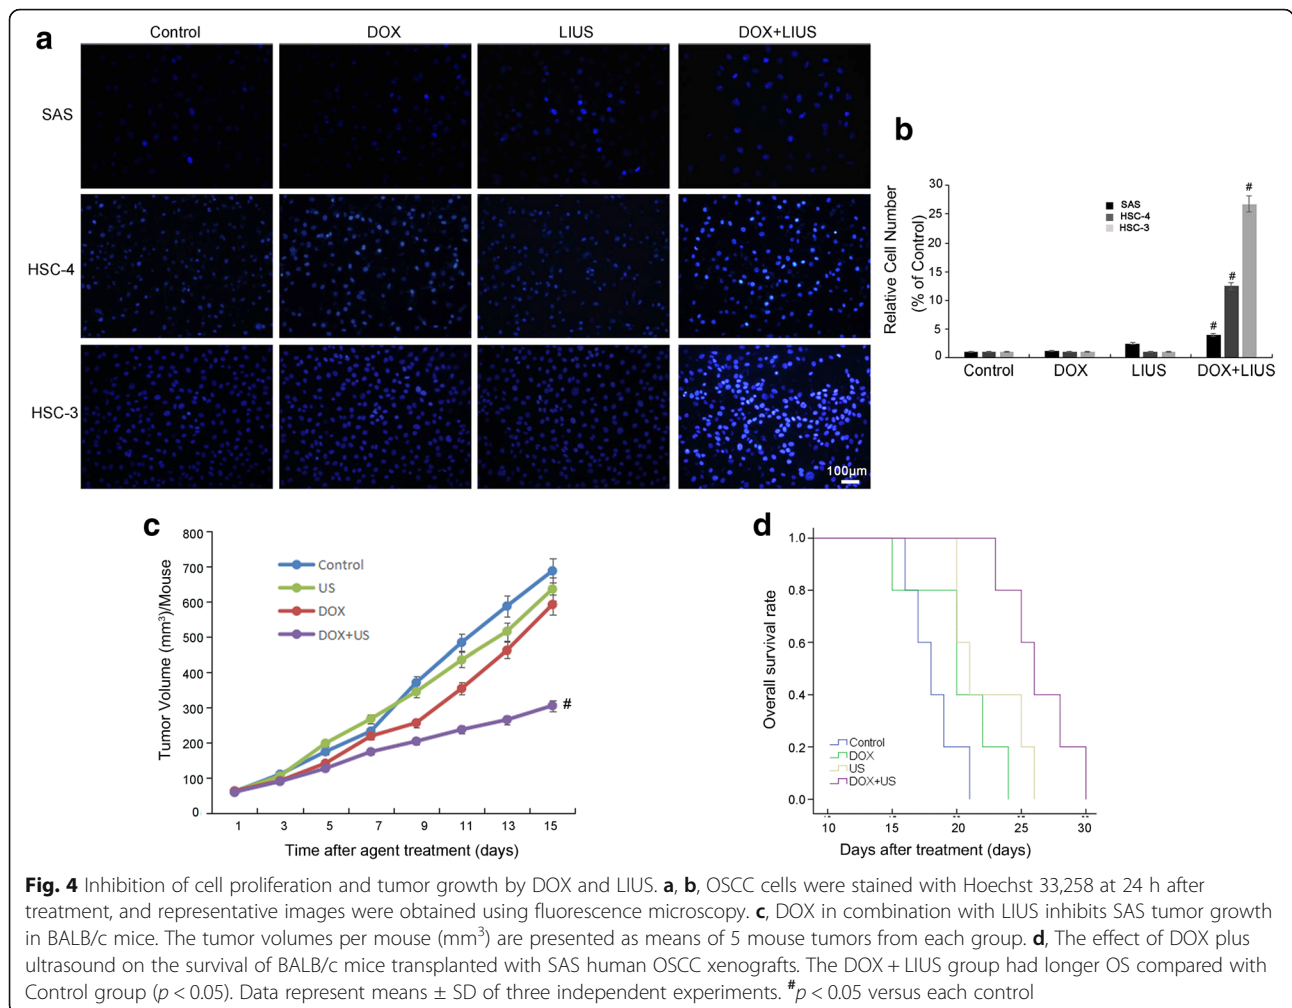 a
Control DOX LIUS DOX+LIUS
SAS
HSC-4
HSC-3
100μm
b
Relative Cell Number
(% of Control)
30
25
20
15
10
5
0
SAS
HSC-4
HSC-3
#
#
#
Control DOX LIUS DOX+LIUS
c
Tumor Volume (mm³)/Mouse
800
700
600
500
400
300
200
100
0
Control
US
DOX
DOX+US
#
1 3 5 7 9 11 13 15
Time after agent treatment (days)
d
Overall survival rate
1.0
0.8
0.6
0.4
0.2
0.0
Control
DOX
US
DOX+US
10 15 20 25 30
Days after treatment (days)
Fig. 4 Inhibition of cell proliferation and tumor growth by DOX and LIUS. a, b, OSCC cells were stained with Hoechst 33,258 at 24 h after
treatment, and representative images were obtained using fluorescence microscopy. c, DOX in combination with LIUS inhibits SAS tumor growth
in BALB/c mice. The tumor volumes per mouse (mm³) are presented as means of 5 mouse tumors from each group. d, The effect of DOX plus
ultrasound on the survival of BALB/c mice transplanted with SAS human OSCC xenografts. The DOX + LIUS group had longer OS compared with
Control group (p < 0.05). Data represent means ± SD of three independent experiments. #p < 0.05 versus each control